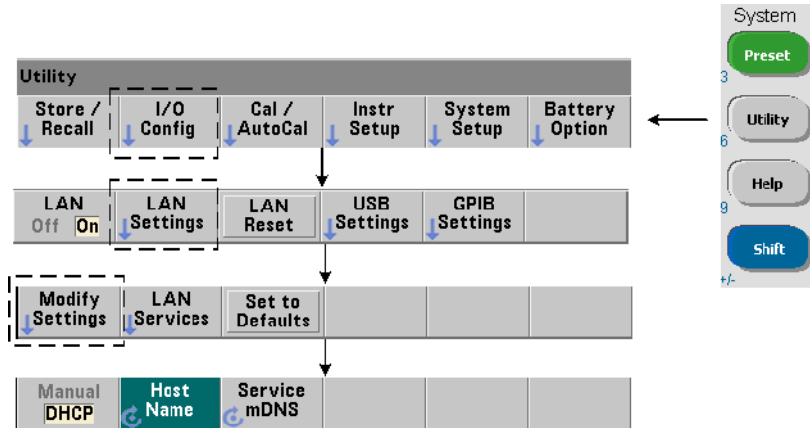 System
Preset
3
Utility
Store / Recall
I/O Config
Cal / AutoCal
Instr Setup
System Setup
Battery Option
Utility
6
Help
9
Shift
+/-
LAN Off On
LAN Settings
LAN Reset
USB Settings
GPIB Settings
Modify Settings
LAN Services
Set to Defaults
Manual DHCP
Host Name
Service mDNS